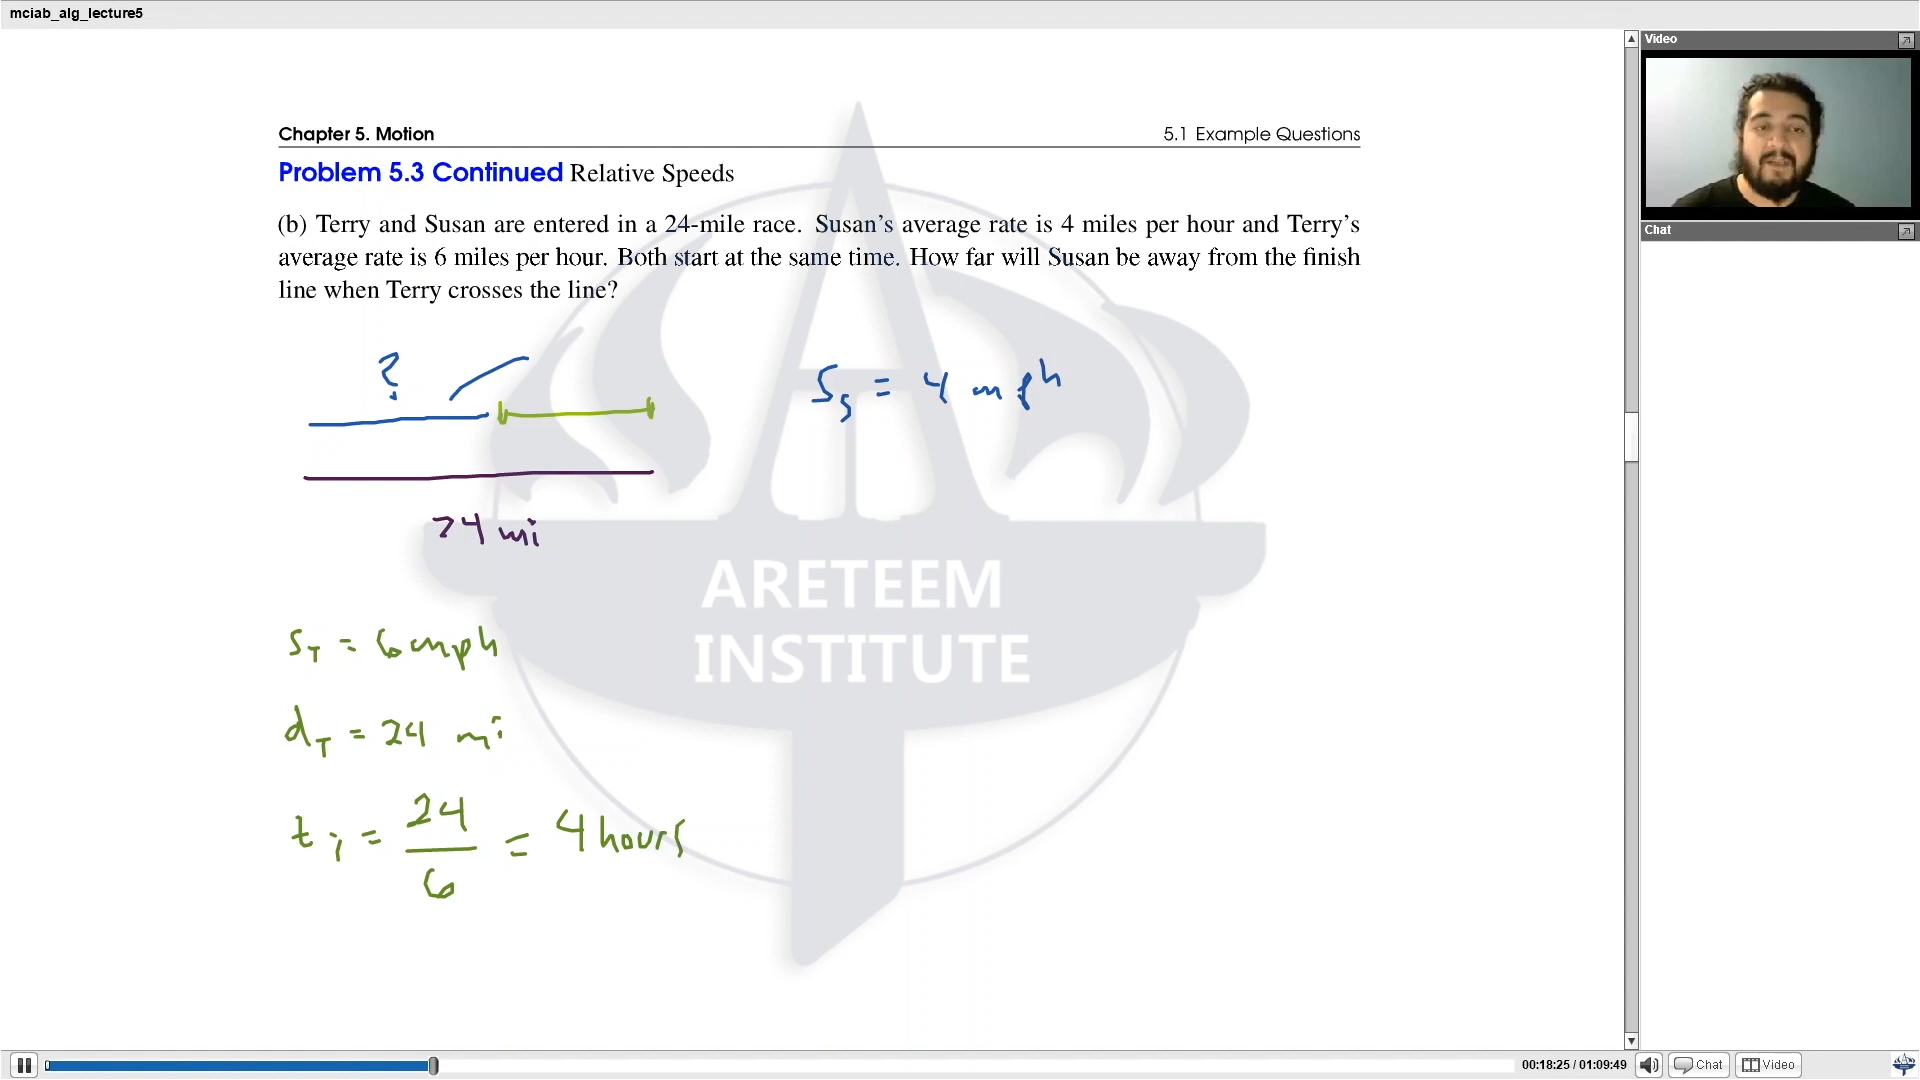 mciab_alg_lecture5
Video
Chat
Chapter 5. Motion 5.1 Example Questions
Problem 5.3 Continued Relative Speeds
(b) Terry and Susan are entered in a 24-mile race. Susan's average rate is 4 miles per hour and Terry's
average rate is 6 miles per hour. Both start at the same time. How far will Susan be away from the finish
line when Terry crosses the line?
?
S_S = 4 mph
24 mi
ARETEEM
INSTITUTE
S_T = 6 mph
d_T = 24 mi
t_T = 24/6 = 4 hours
00:18:25 / 01:09:49 Chat Video